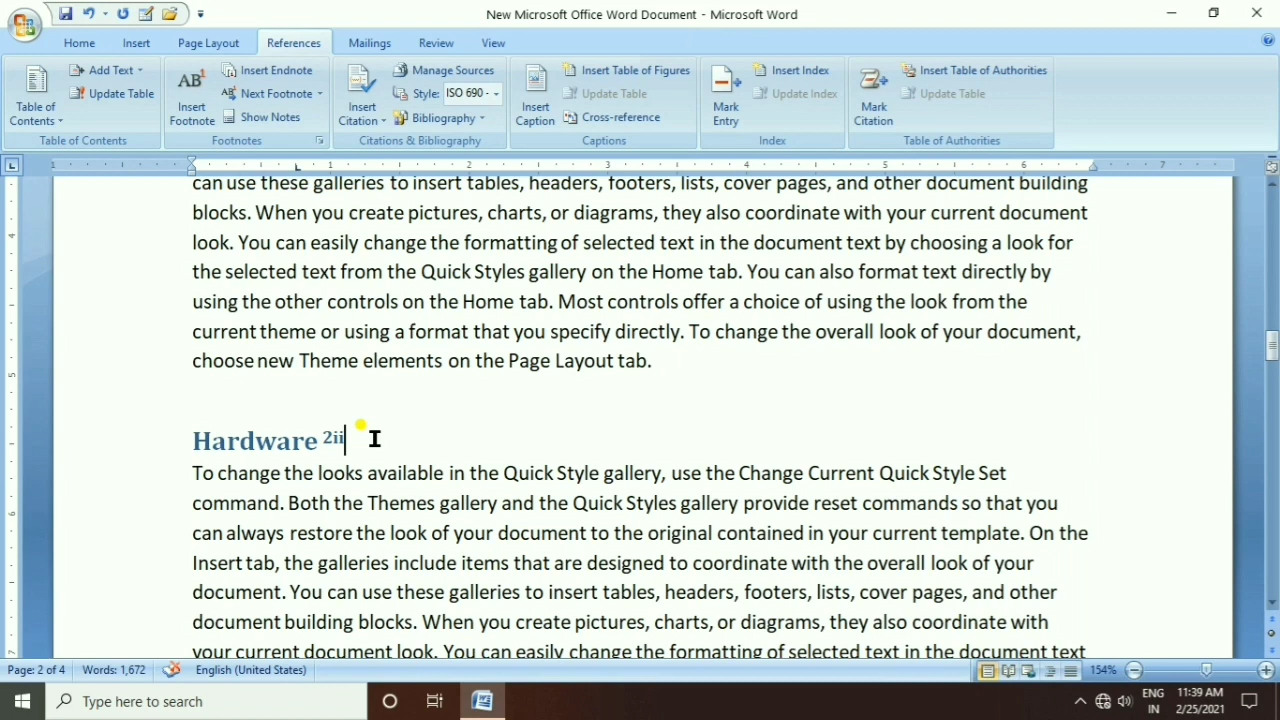 New Microsoft Office Word Document - Microsoft Word
Home Insert Page Layout References Mailings Review View
Table of Contents
Add Text
Update Table
Table of Contents
AB¹
Insert Footnote
Insert Endnote
Next Footnote
Show Notes
Footnotes
Insert Citation
Manage Sources
Style: ISO 690 -
Bibliography
Citations & Bibliography
Insert Caption
Insert Table of Figures
Update Table
Cross-reference
Captions
Mark Entry
Insert Index
Update Index
Index
Mark Citation
Insert Table of Authorities
Update Table
Table of Authorities
1 1 2 3 4 5 6 7
can use these galleries to insert tables, headers, footers, lists, cover pages, and other document building
blocks. When you create pictures, charts, or diagrams, they also coordinate with your current document
look. You can easily change the formatting of selected text in the document text by choosing a look for
the selected text from the Quick Styles gallery on the Home tab. You can also format text directly by
using the other controls on the Home tab. Most controls offer a choice of using the look from the
current theme or using a format that you specify directly. To change the overall look of your document,
choose new Theme elements on the Page Layout tab.
Hardware 2ii
To change the looks available in the Quick Style gallery, use the Change Current Quick Style Set
command. Both the Themes gallery and the Quick Styles gallery provide reset commands so that you
can always restore the look of your document to the original contained in your current template. On the
Insert tab, the galleries include items that are designed to coordinate with the overall look of your
document. You can use these galleries to insert tables, headers, footers, lists, cover pages, and other
document building blocks. When you create pictures, charts, or diagrams, they also coordinate with
your current document look. You can easily change the formatting of selected text in the document text
Page: 2 of 4 Words: 1,672 English (United States) 154%
Type here to search
ENG
IN
11:39 AM
2/25/2021